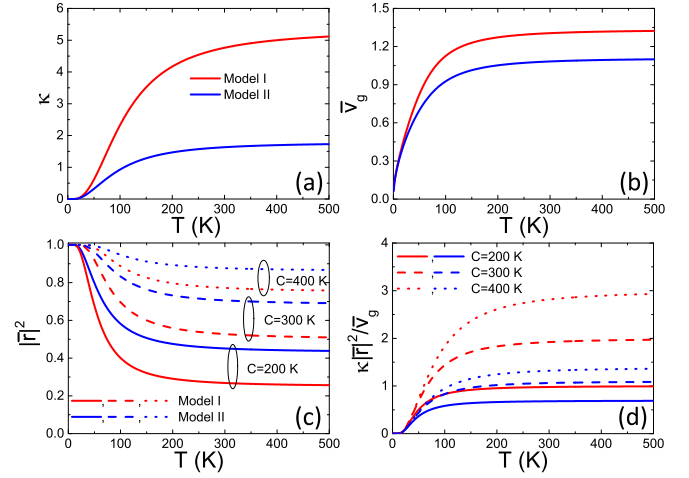 6
5
4
3
2
1
0
κ
Model I
Model II
(a)
0 100 200 300 400 500
T (K)
1.5
1.2
0.9
0.6
0.3
0.0
v̄g
(b)
0 100 200 300 400 500
T (K)
1.0
0.8
0.6
0.4
0.2
0.0
|r̄|²
C=400 K
C=300 K
C=200 K
, , Model I
, , Model II
(c)
0 100 200 300 400 500
T (K)
4
3
2
1
0
κ|r̄|²/v̄g
, C=200 K
, C=300 K
, C=400 K
(d)
0 100 200 300 400 500
T (K)